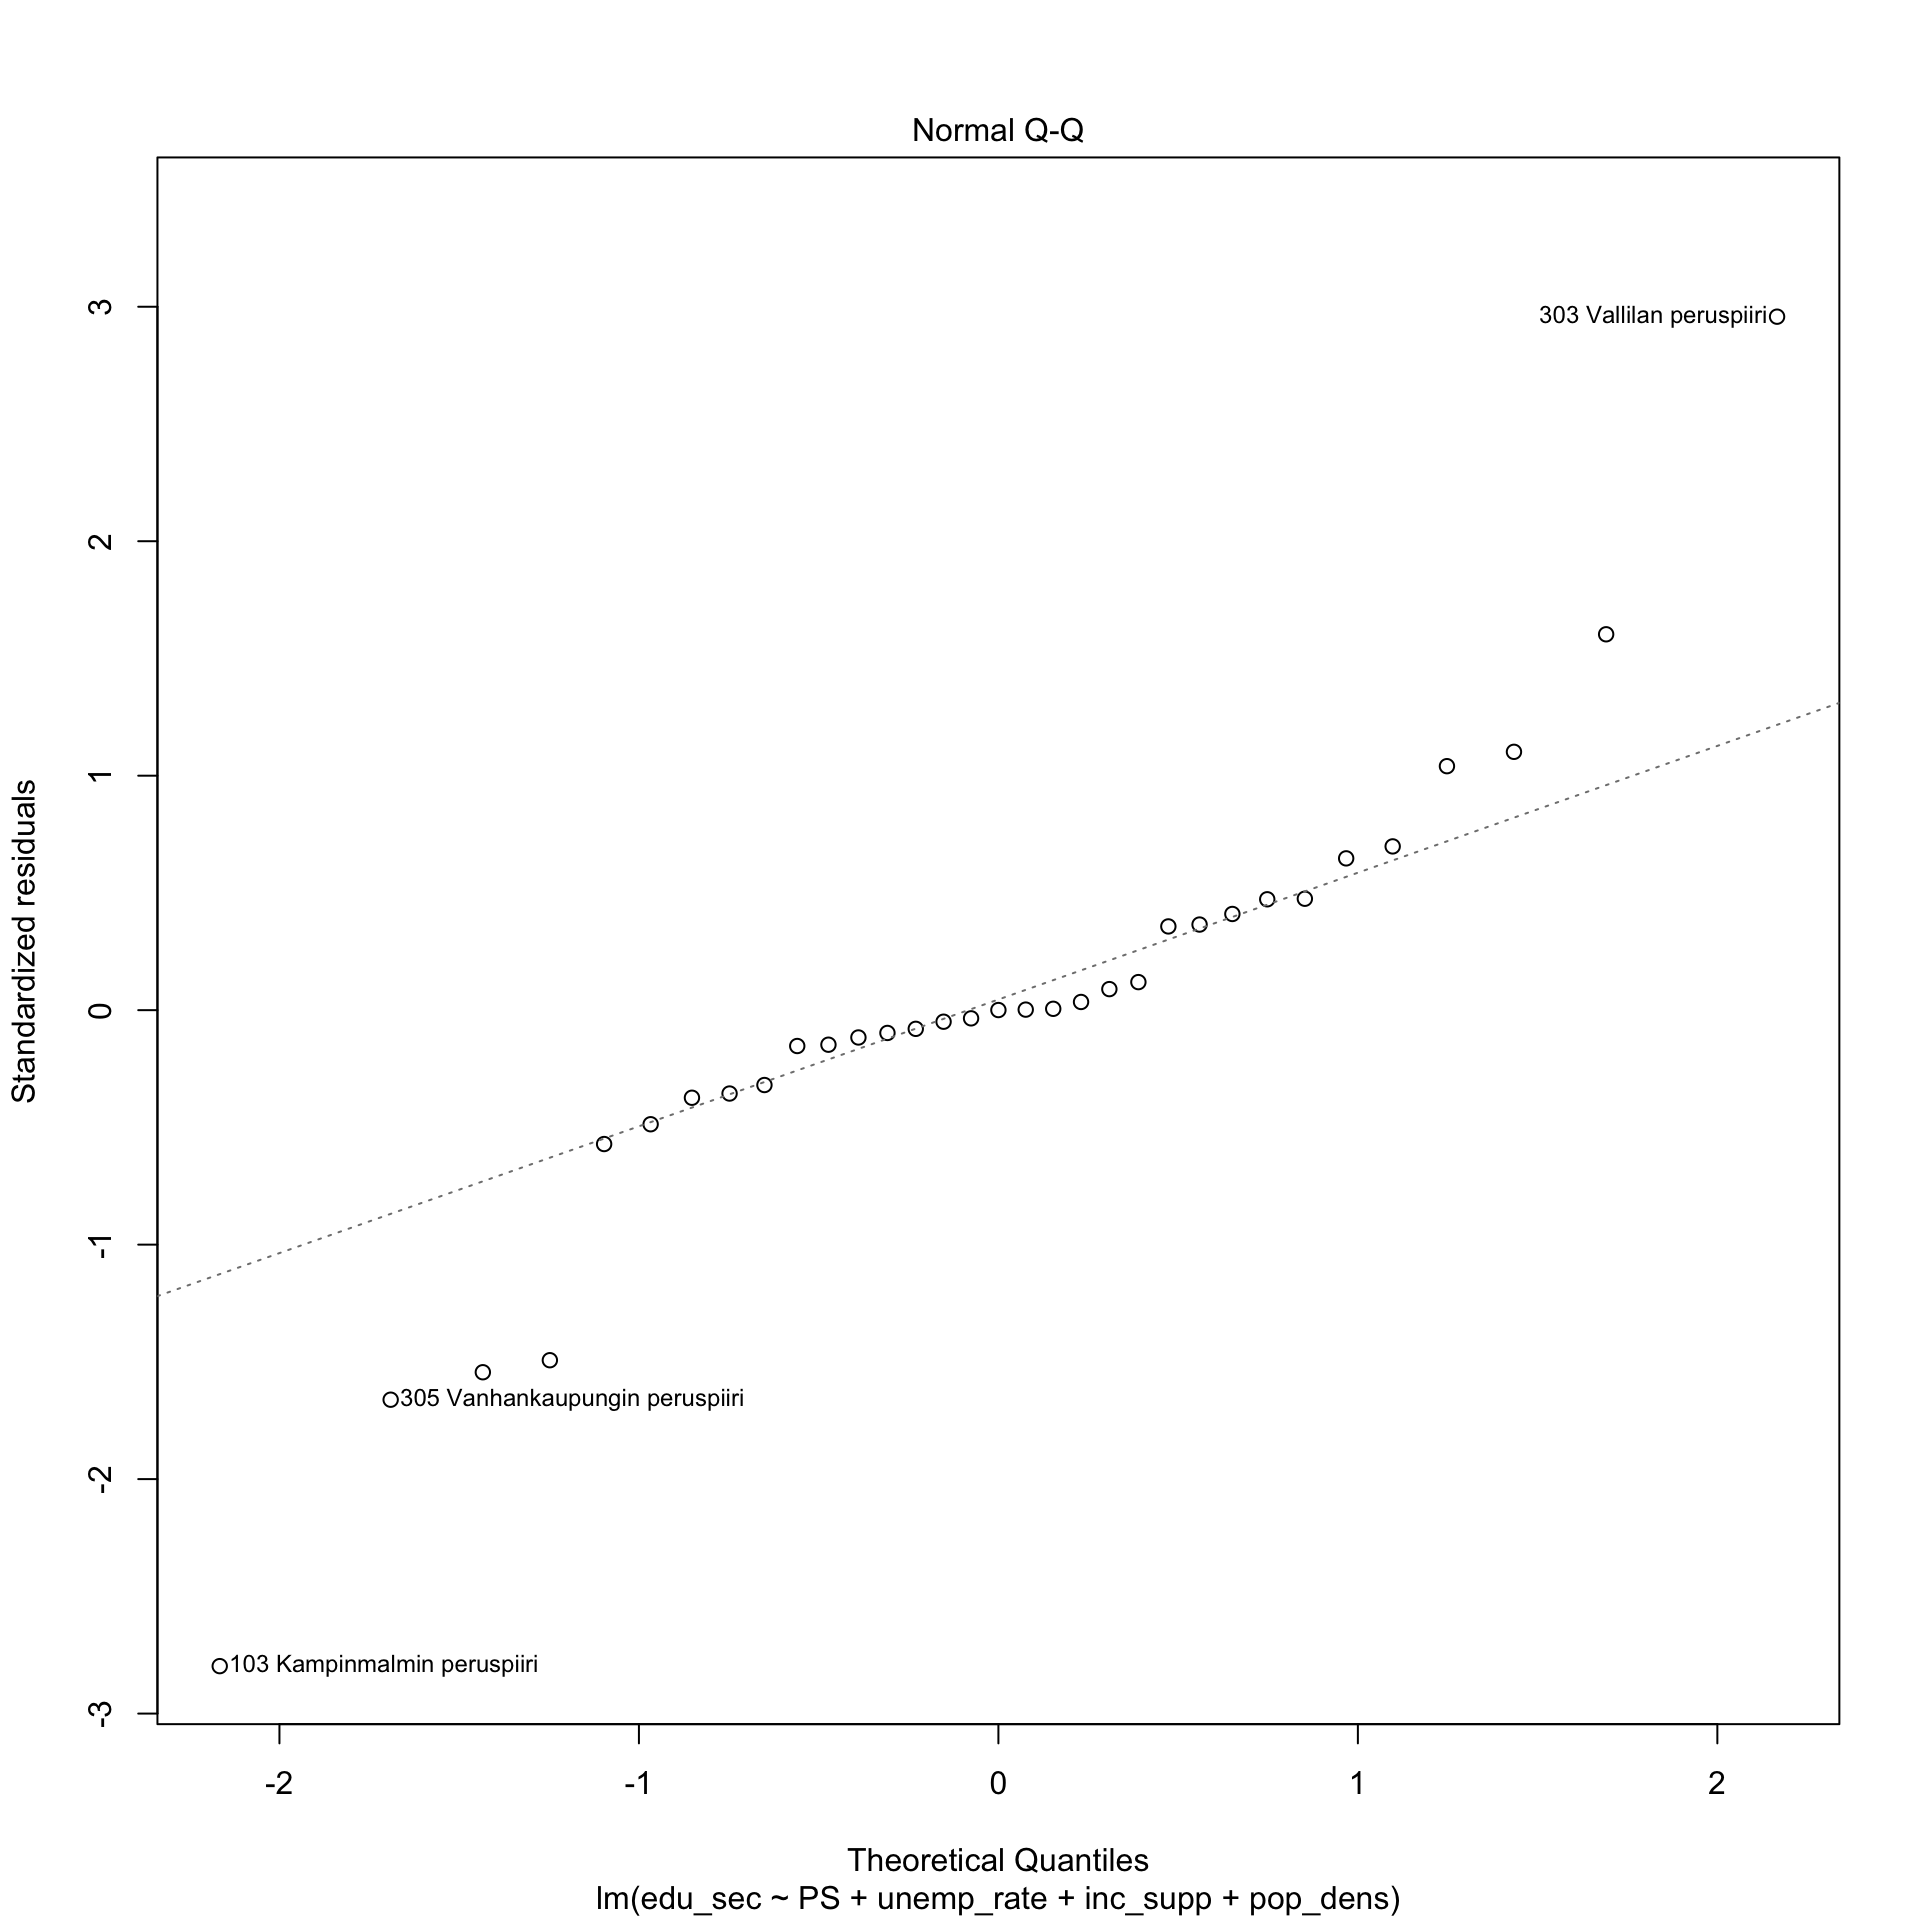 Normal Q-Q
303 Vallilan peruspiiri
305 Vanhankaupungin peruspiiri
103 Kampinmalmin peruspiiri
Standardized residuals
3
2
1
0
-1
-2
-3
-2
-1
0
1
2
Theoretical Quantiles
lm(edu_sec ~ PS + unemp_rate + inc_supp + pop_dens)